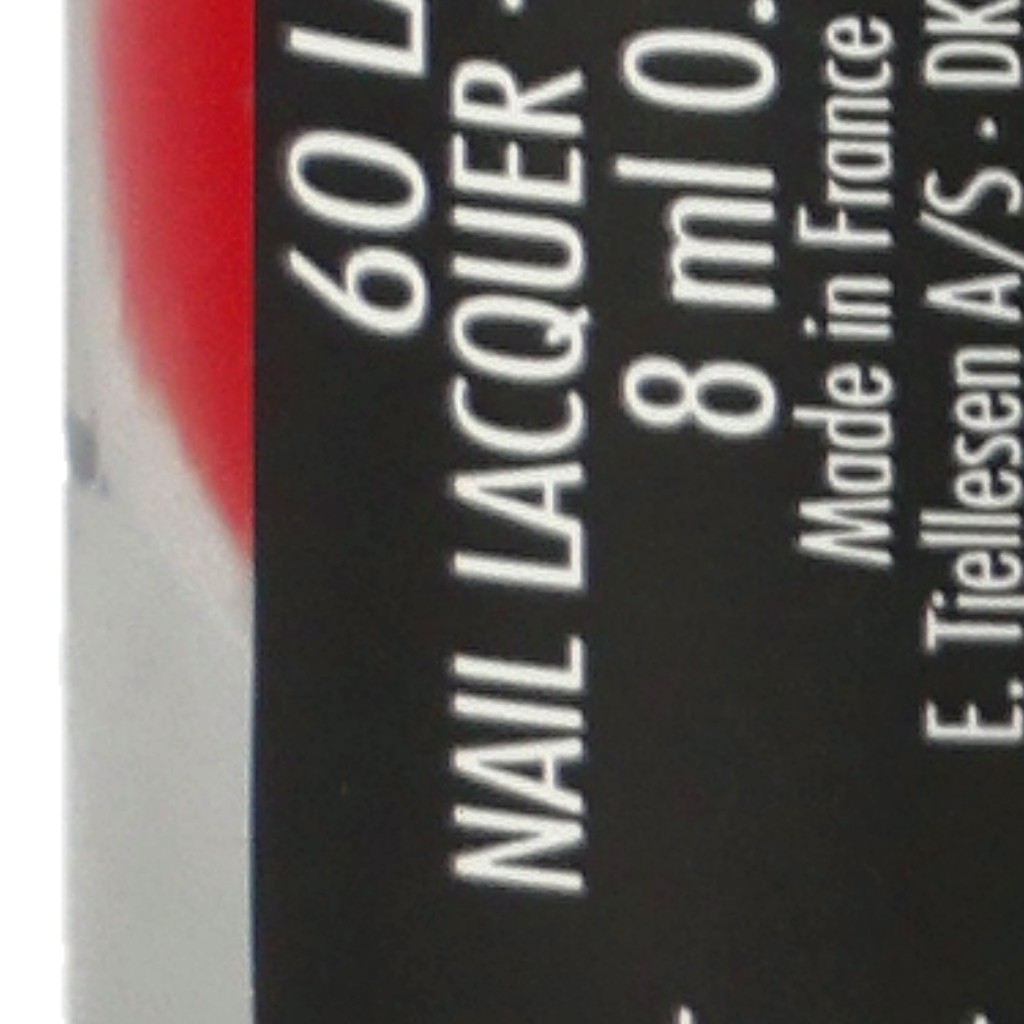 60 L
NAIL LACQUER ·
8 ml 0.
Made in France
E. Tjellesen A/S · DK